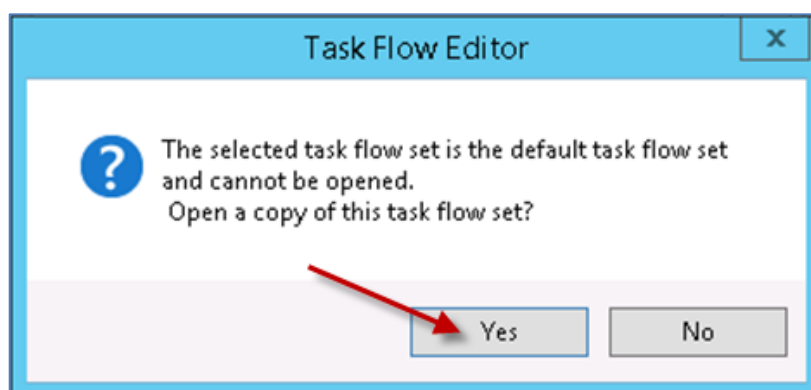 Task Flow Editor
x
?
The selected task flow set is the default task flow set
and cannot be opened.
Open a copy of this task flow set?
Yes
No